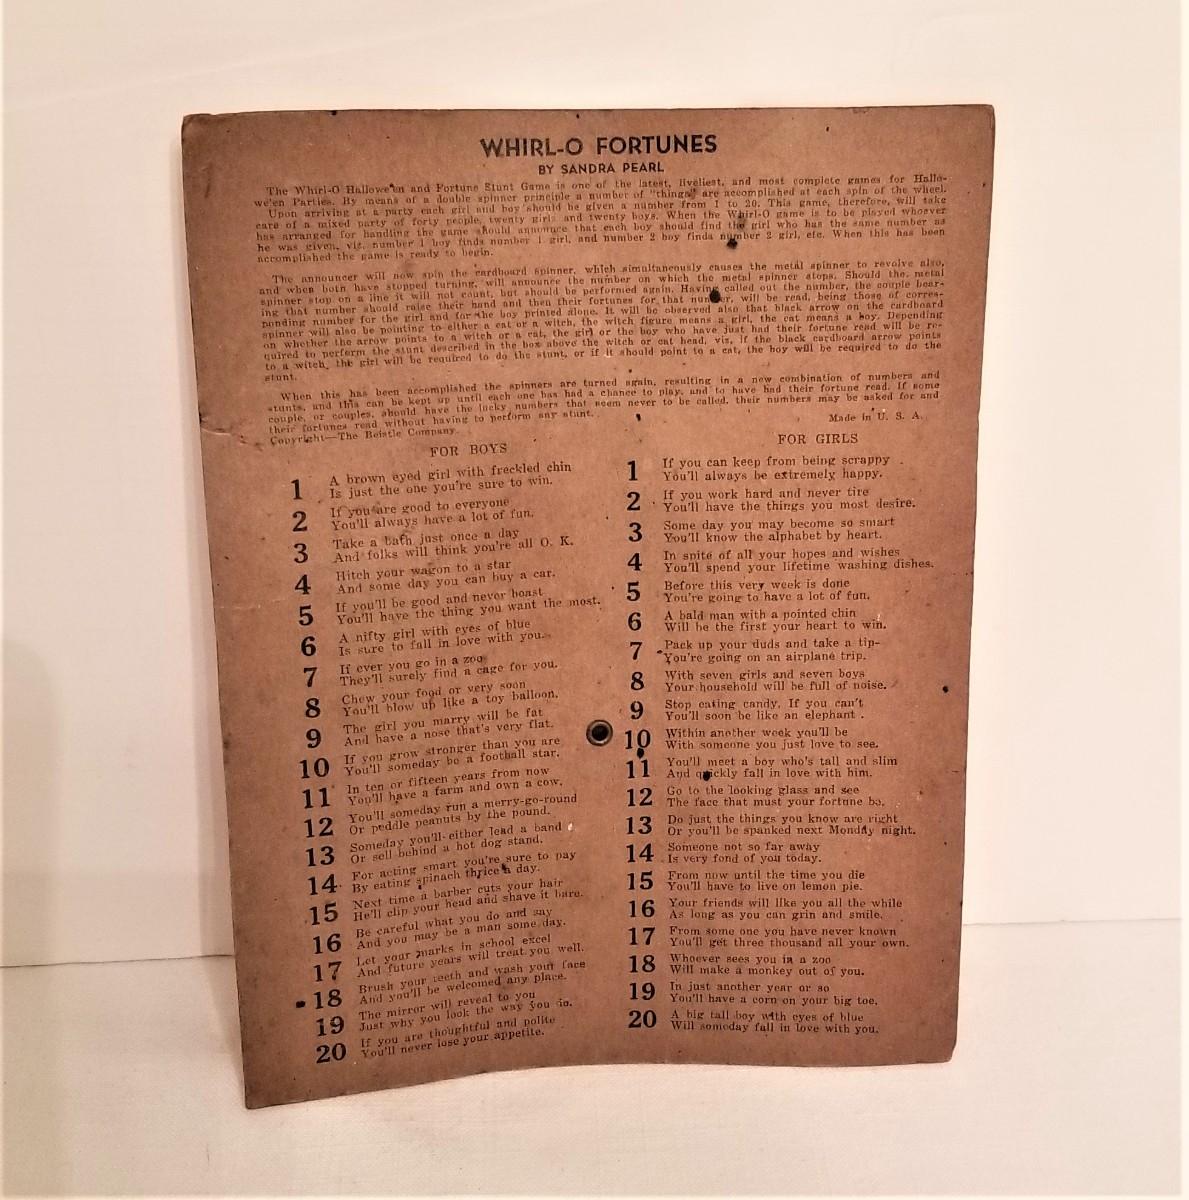 WHIRL-O FORTUNES
BY SANDRA PEARL
The Whirl-O Hallowe'en and Fortune Stunt Game is one of the latest, liveliest, and most complete games for Hallo-
we'en Parties. By means of a double spinner principle a number of "things" are accomplished at each spin of the wheel.
Upon arriving at a party each girl and boy should be given a number from 1 to 20. This game, therefore, will take
care of a mixed party of forty people, twenty girls and twenty boys. When the Whirl-O game is to be played whoever
has arranged for handling the game should announce that each boy should find the girl who has the same number as
he was given, viz, number 1 boy finds number 1 girl, and number 2 boy finds number 2 girl, etc. When this has been
accomplished the game is ready to begin.
The announcer will now spin the cardboard spinner, which simultaneously causes the metal spinner to revolve also,
and when both have stopped turning, will announce the number on which the metal spinner stops. Should the metal
spinner stop on a line it will not count, but should be performed again. Having called out the number, the couple bear-
ing that number should raise their hand and then their fortunes for that number, will be read, being those of corres-
ponding number for the girl and for the boy printed alone. It will be observed also that black arrow on the cardboard
spinner will also be pointing to either a cat or a witch, the witch figure means a girl, the cat means a boy. Depending
on whether the arrow points to a witch or a cat, the girl or the boy who have just had their fortune read will be re-
quired to perform the stunt described in the box above the witch or cat head, viz, if the black cardboard arrow points
to a witch, the girl will be required to do the stunt, or if it should point to a cat, the boy will be required to do the
stunt.
When this has been accomplished the spinners are turned again, resulting in a new combination of numbers and
stunts, and this can be kept up until each one has had a chance to play, and to have had their fortune read. If some
couple, or couples, should have the lucky numbers that seem never to be called, their numbers may be asked for and
their fortunes read without having to perform any stunt.
Copyright—The Beistle Company.
Made in U. S. A.
FOR BOYS
1 A brown eyed girl with freckled chin
Is just the one you're sure to win.
2 If you are good to everyone
You'll always have a lot of fun.
3 Take a bath just once a day
And folks will think you're all O. K.
4 Hitch your wagon to a star
And some day you can buy a car.
5 If you'll be good and never boast
You'll have the thing you want the most.
6 A nifty girl with eyes of blue
Is sure to fall in love with you.
7 If ever you go in a zoo
They'll surely find a cage for you.
8 Chew your food or very soon
You'll blow up like a toy balloon.
9 The girl you marry will be fat
And have a nose that's very flat.
10 If you grow stronger than you are
You'll someday be a football star.
11 In ten or fifteen years from now
You'll have a farm and own a cow.
12 You'll someday run a merry-go-round
Or peddle peanuts by the pound.
13 Someday you'll either lead a band
Or sell behind a hot dog stand.
14 For acting smart you're sure to pay
By eating spinach thrice a day.
15 Next time a barber cuts your hair
He'll clip your head and shave it bare.
16 Be careful what you do and say
And you may be a man some day.
17 Let your marks in school excel
And future years will treat you well.
18 Brush your teeth and wash your face
And you'll be welcomed any place.
19 The mirror will reveal to you
Just why you look the way you do.
20 If you are thoughtful and polite
You'll never lose your appetite.
FOR GIRLS
1 If you can keep from being scrappy
You'll always be extremely happy.
2 If you work hard and never tire
You'll have the things you most desire.
3 Some day you may become so smart
You'll know the alphabet by heart.
4 In spite of all your hopes and wishes
You'll spend your lifetime washing dishes.
5 Before this very week is done
You're going to have a lot of fun.
6 A bald man with a pointed chin
Will be the first your heart to win.
7 Pack up your duds and take a tip-
You're going on an airplane trip.
8 With seven girls and seven boys
Your household will be full of noise.
9 Stop eating candy, If you can't
You'll soon be like an elephant.
10 Within another week you'll be
With someone you just love to see.
11 You'll meet a boy who's tall and slim
And quickly fall in love with him.
12 Go to the looking glass and see
The face that must your fortune be.
13 Do just the things you know are right
Or you'll be spanked next Monday night.
14 Someone not so far away
Is very fond of you today.
15 From now until the time you die
You'll have to live on lemon pie.
16 Your friends will like you all the while
As long as you can grin and smile.
17 From some one you have never known
You'll get three thousand all your own.
18 Whoever sees you in a zoo
Will make a monkey out of you.
19 In just another year or so
You'll have a corn on your big toe.
20 A big tall boy with eyes of blue
Will someday fall in love with you.